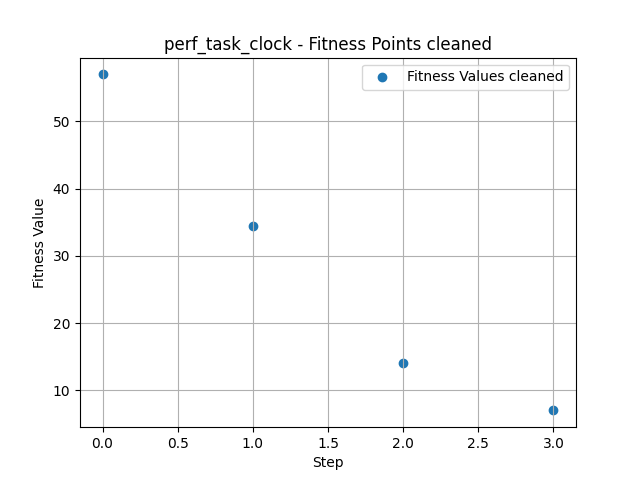 perf_task_clock - Fitness Points cleaned
Fitness Values cleaned
Fitness Value
50
40
30
20
10
0.0 0.5 1.0 1.5 2.0 2.5 3.0
Step